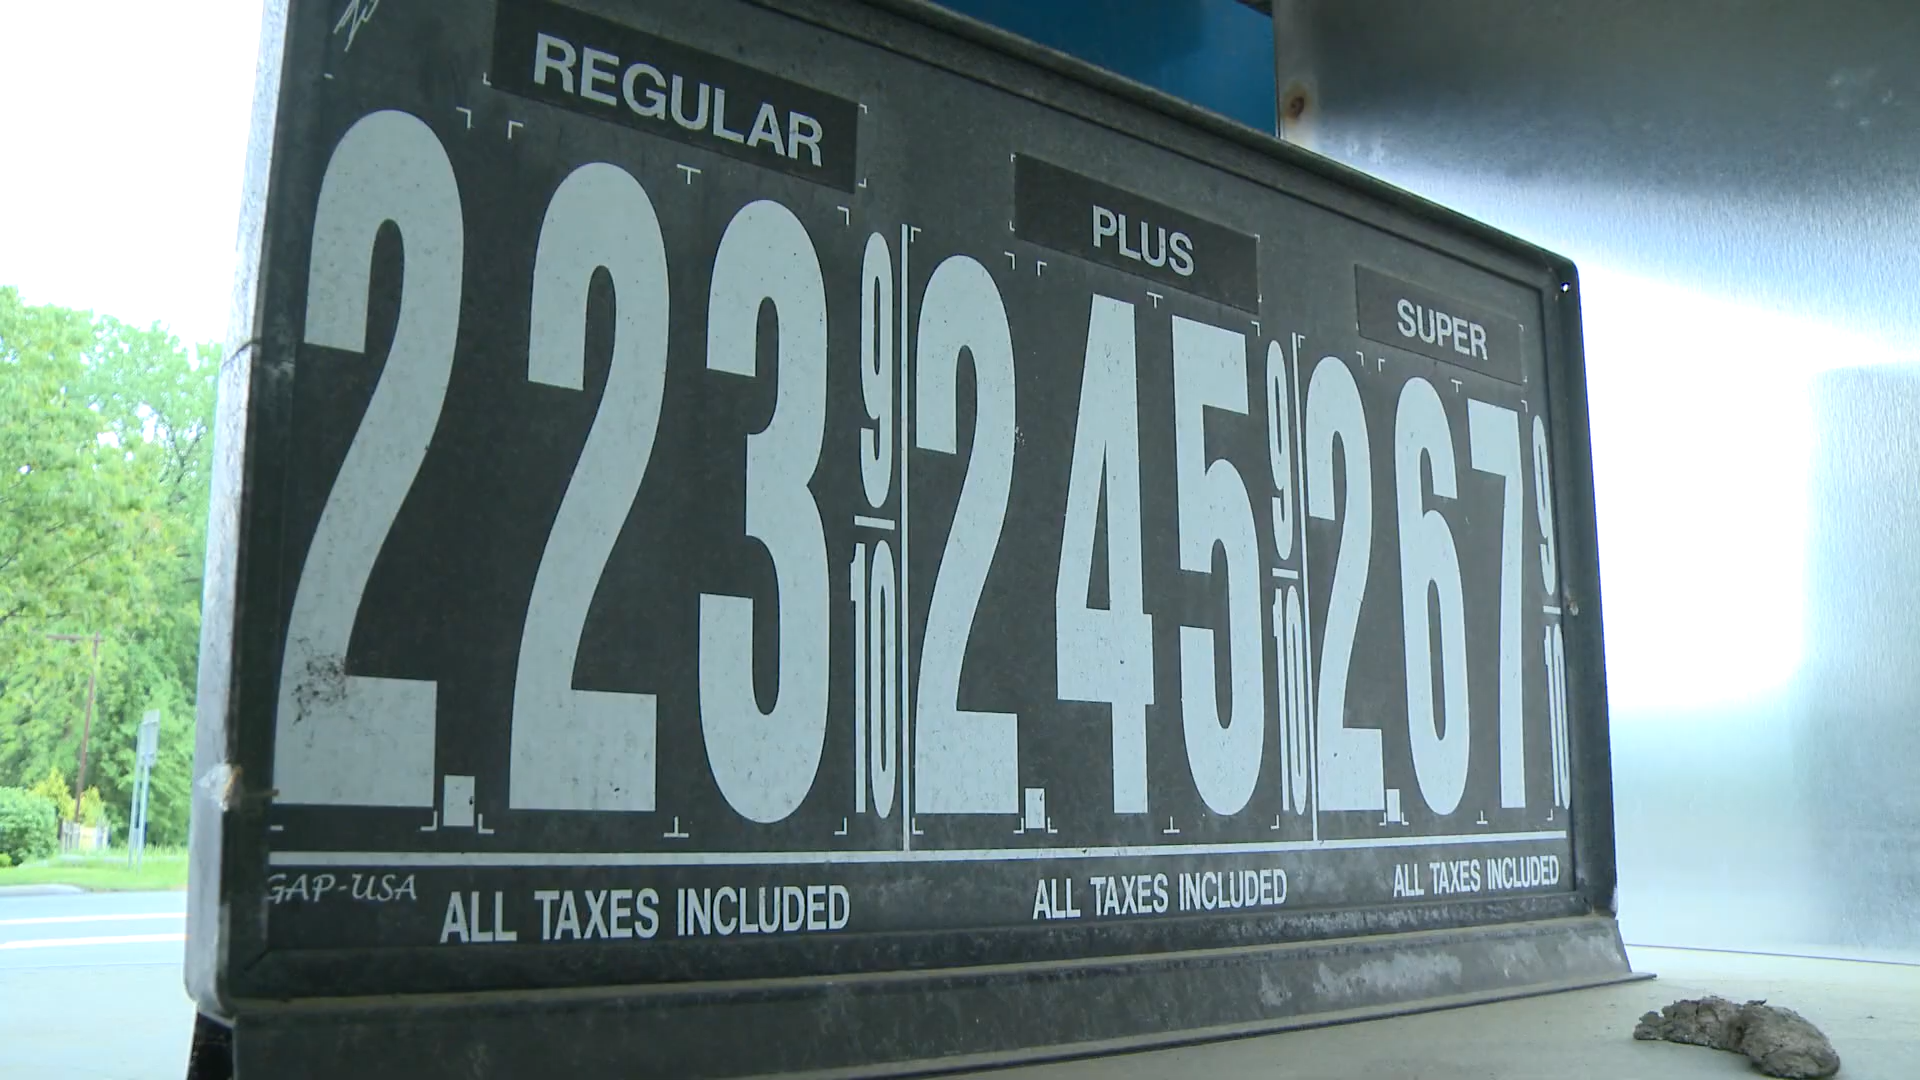 REGULAR
2.23 9/10
PLUS
2.45 9/10
SUPER
2.67 9/10
GAP-USA
ALL TAXES INCLUDED
ALL TAXES INCLUDED
ALL TAXES INCLUDED